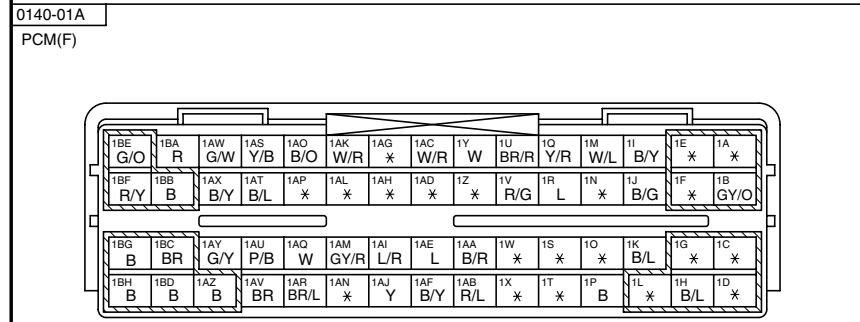 0140-01A
PCM(F)
1BE 1BA 1AW 1AS 1AO 1AK 1AG 1AC 1Y 1U 1Q 1M 1I 1E 1A
G/O R G/W Y/B B/O W/R * W/R W BR/R Y/R W/L B/Y * *
1BF 1BB 1AX 1AT 1AP 1AL 1AH 1AD 1Z 1V 1R 1N 1J 1F 1B
R/Y B B/Y B/L * * * * * R/G L * B/G * GY/O
1BG 1BC 1AY 1AU 1AQ 1AM 1AI 1AE 1AA 1W 1S 1O 1K 1G 1C
B BR G/Y P/B W GY/R L/R L B/R * * * B/L * *
1BH 1BD 1AZ 1AV 1AR 1AN 1AJ 1AF 1AB 1X 1T 1P 1L 1H 1D
B B B BR BR/L * Y B/Y R/L * * B * B/L *